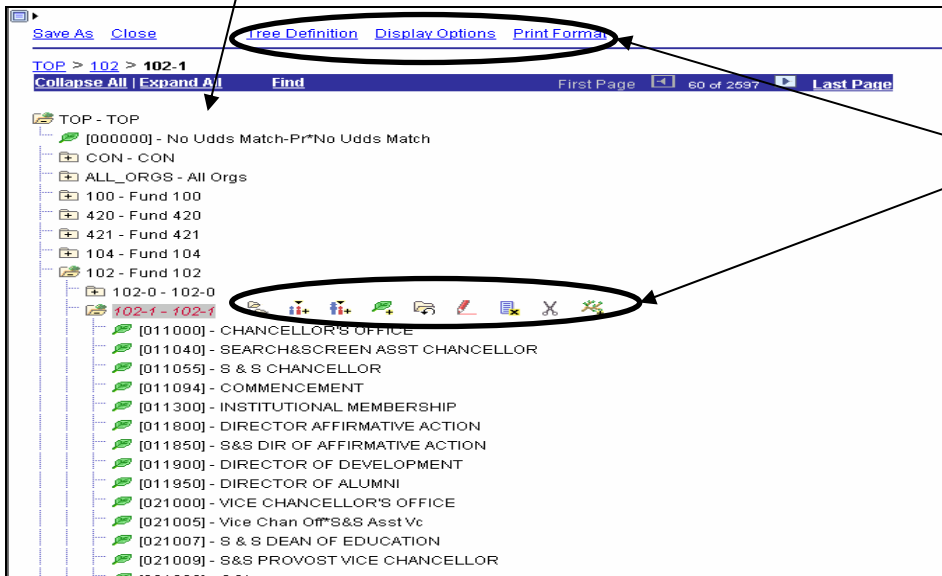 Save As Close Tree Definition Display Options Print Format
TOP > 102 > 102-1
Collapse All | Expand All Find First Page 60 of 2597 Last Page
TOP - TOP
[000000] - No Udds Match-Pr*No Udds Match
CON - CON
ALL_ORGS - All Orgs
100 - Fund 100
420 - Fund 420
421 - Fund 421
104 - Fund 104
102 - Fund 102
102-0 - 102-0
102-1 - 102-1
[011000] - CHANCELLOR'S OFFICE
[011040] - SEARCH&SCREEN ASST CHANCELLOR
[011055] - S & S CHANCELLOR
[011094] - COMMENCEMENT
[011300] - INSTITUTIONAL MEMBERSHIP
[011800] - DIRECTOR AFFIRMATIVE ACTION
[011850] - S&S DIR OF AFFIRMATIVE ACTION
[011900] - DIRECTOR OF DEVELOPMENT
[011950] - DIRECTOR OF ALUMNI
[021000] - VICE CHANCELLOR'S OFFICE
[021005] - Vice Chan Off*S&S Asst Vc
[021007] - S & S DEAN OF EDUCATION
[021009] - S&S PROVOST VICE CHANCELLOR